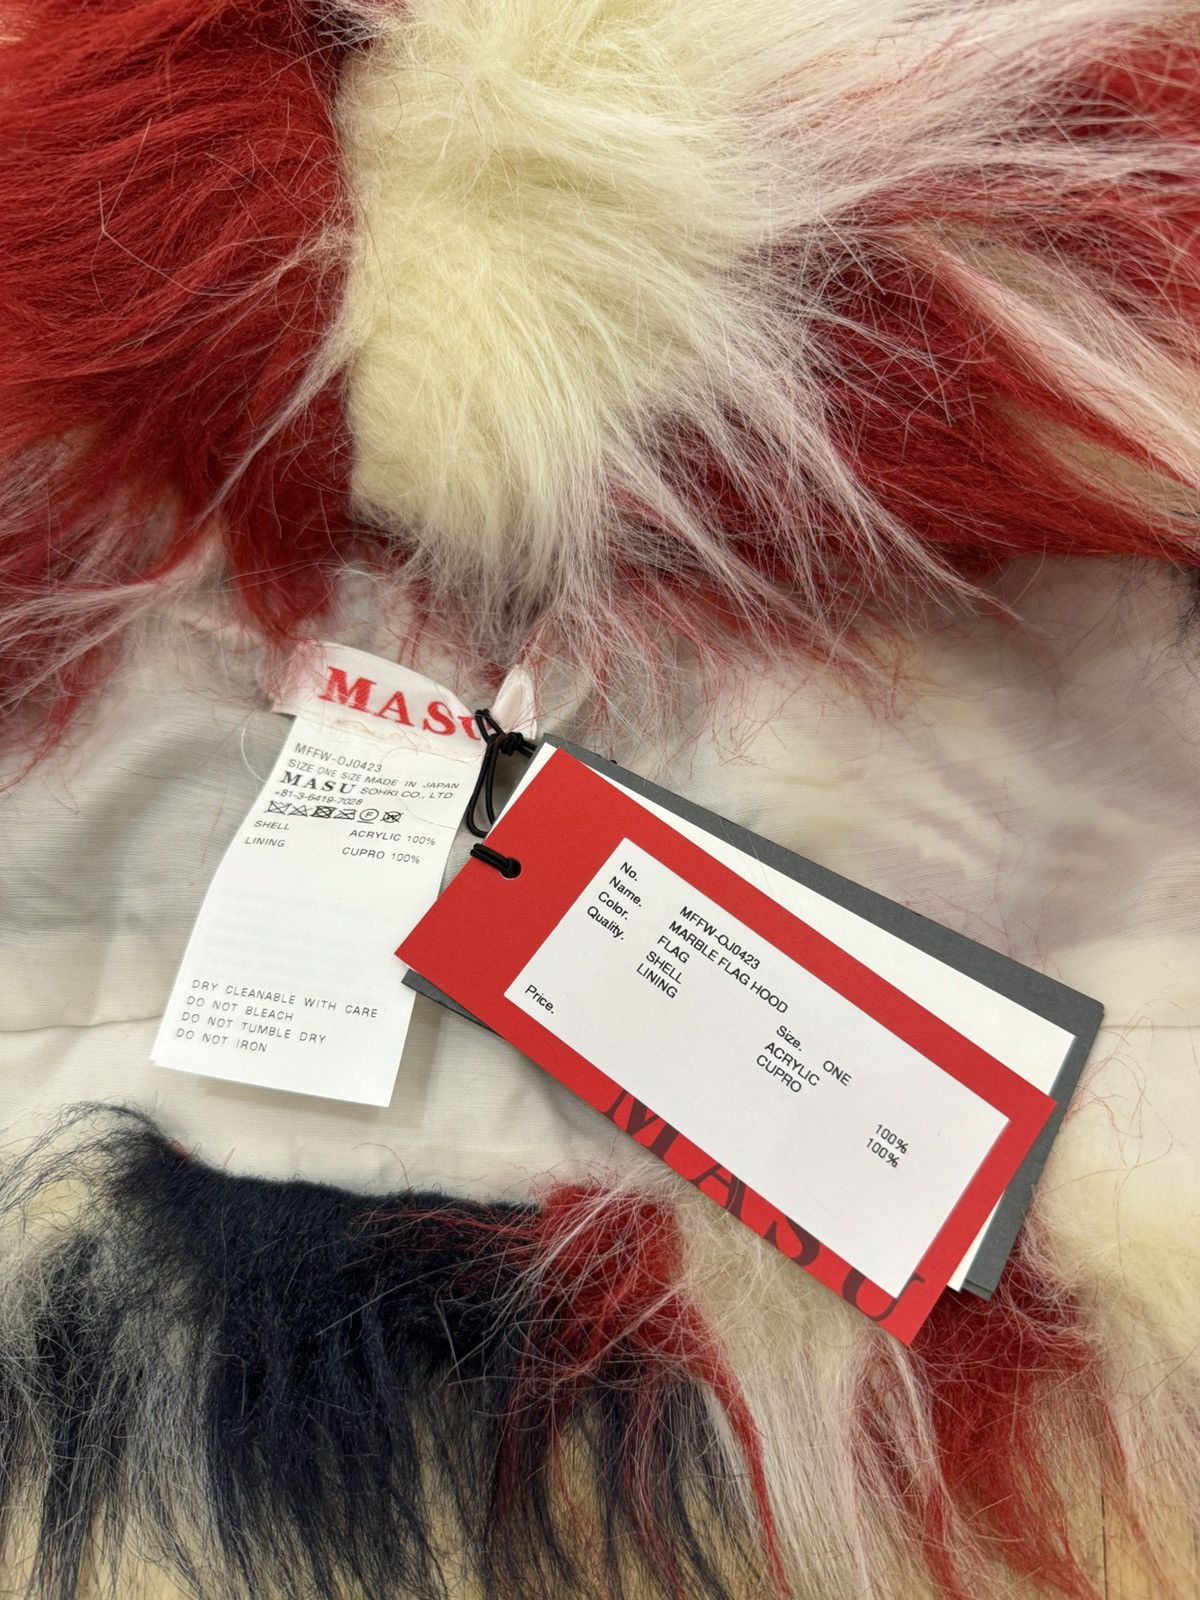 MASU
MFFW-OJ0423
SIZE ONE SIZE MADE IN JAPAN
MASU SOHKI.CO., LTD
+81-3-6419-7028
F W
SHELL ACRYLIC 100%
LINING CUPRO 100%
DRY CLEANABLE WITH CARE
DO NOT BLEACH
DO NOT TUMBLE DRY
DO NOT IRON
No. MFFW-OJ0423
Name. MARBLE FLAG HOOD
Color. FLAG Size. ONE
Quality. SHELL ACRYLIC 100%
LINING CUPRO 100%
Price.
MASU